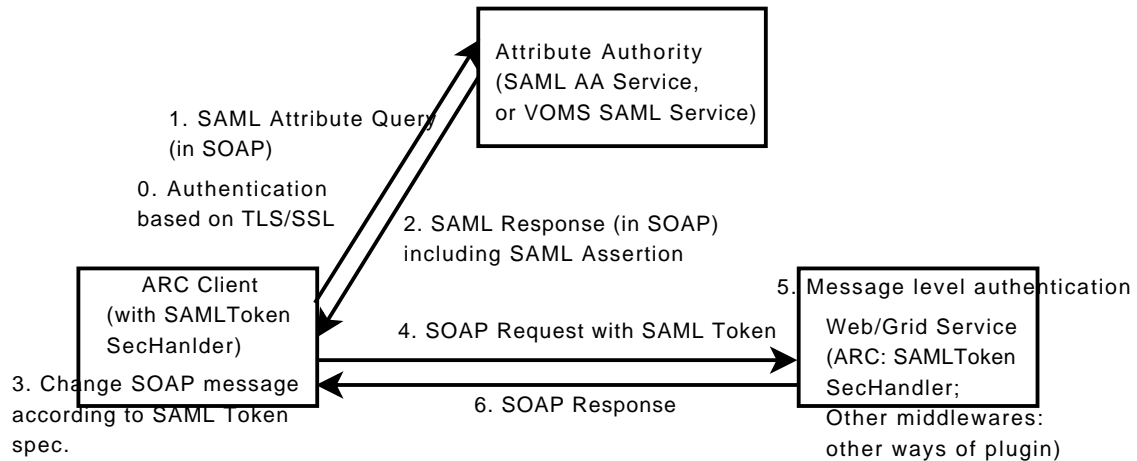 Attribute Authority
(SAML AA Service,
or VOMS SAML Service)
1. SAML Attribute Query
(in SOAP)
0. Authentication
based on TLS/SSL
2. SAML Response (in SOAP)
including SAML Assertion
ARC Client
(with SAMLToken
SecHanlder)
3. Change SOAP message
according to SAML Token
spec.
4. SOAP Request with SAML Token
6. SOAP Response
5. Message level authentication
Web/Grid Service
(ARC: SAMLToken
SecHandler;
Other middlewares:
other ways of plugin)